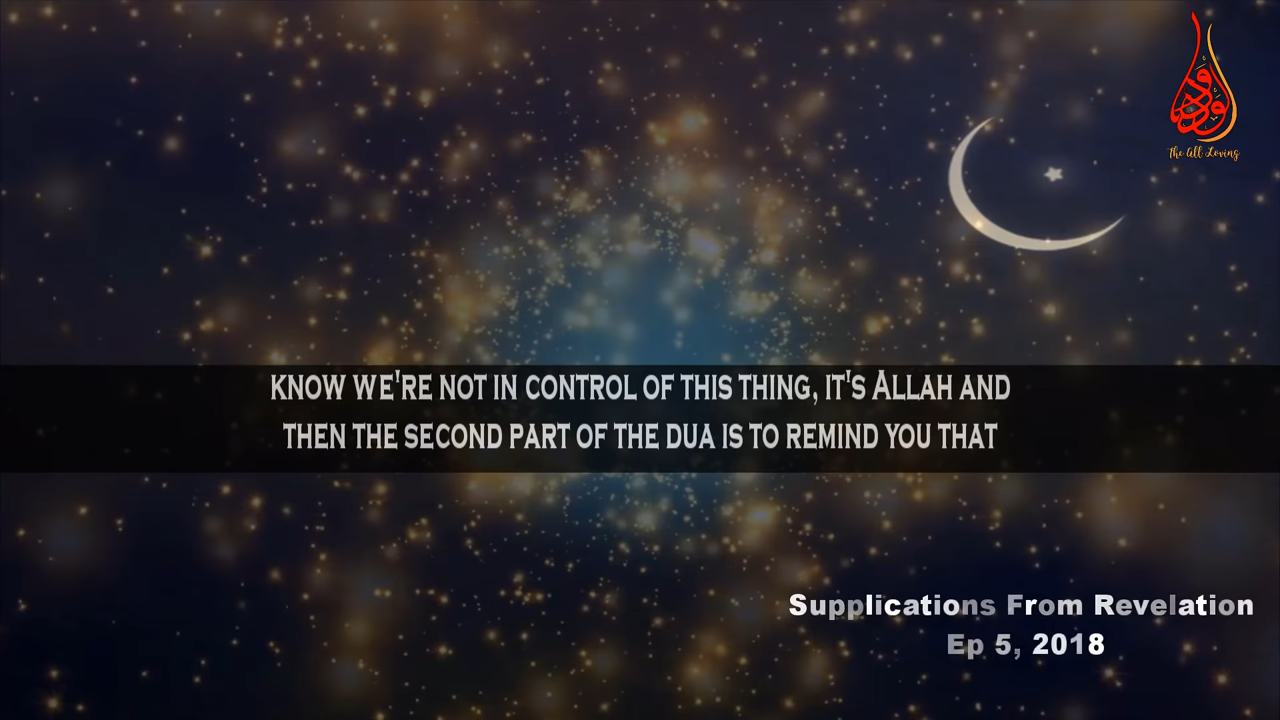 الودود
The All Loving
KNOW WE'RE NOT IN CONTROL OF THIS THING, IT'S ALLAH AND
THEN THE SECOND PART OF THE DUA IS TO REMIND YOU THAT
Supplications From Revelation
Ep 5, 2018